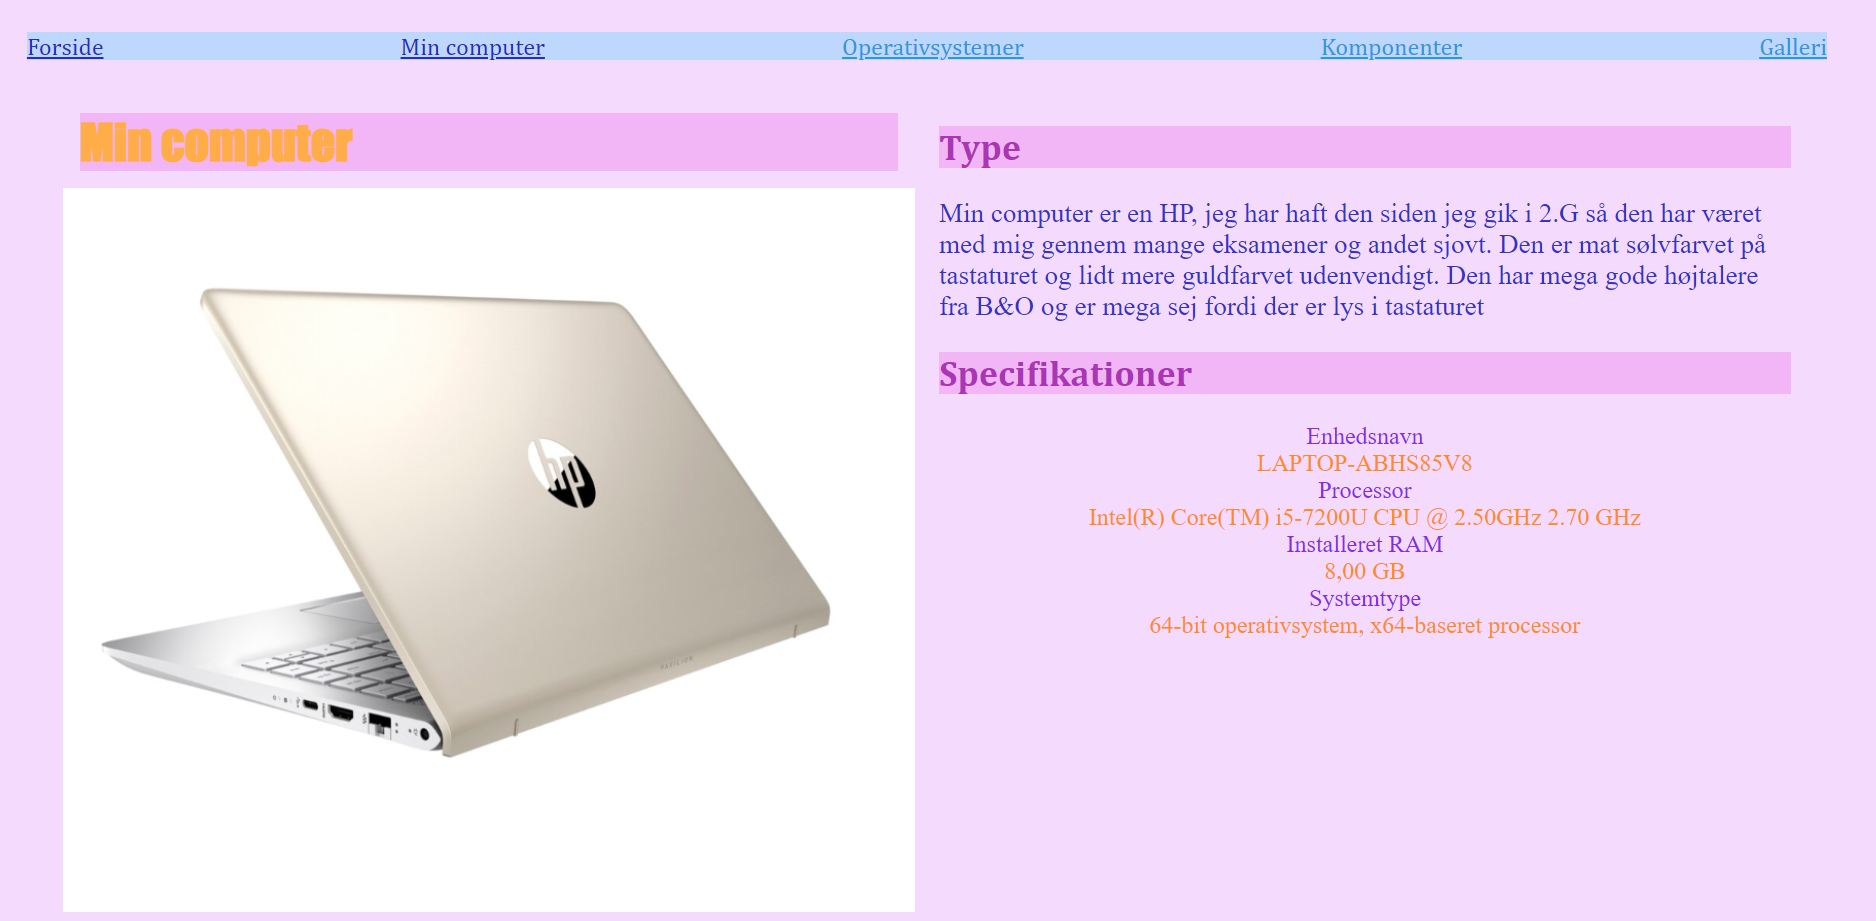 Forside Min computer Operativsystemer Komponenter Galleri
Min computer
hp
PAVILION
Type
Min computer er en HP, jeg har haft den siden jeg gik i 2.G så den har været
med mig gennem mange eksamener og andet sjovt. Den er mat sølvfarvet på
tastaturet og lidt mere guldfarvet udenvendigt. Den har mega gode højtalere
fra B&O og er mega sej fordi der er lys i tastaturet
Specifikationer
Enhedsnavn
LAPTOP-ABHS85V8
Processor
Intel(R) Core(TM) i5-7200U CPU @ 2.50GHz 2.70 GHz
Installeret RAM
8,00 GB
Systemtype
64-bit operativsystem, x64-baseret processor